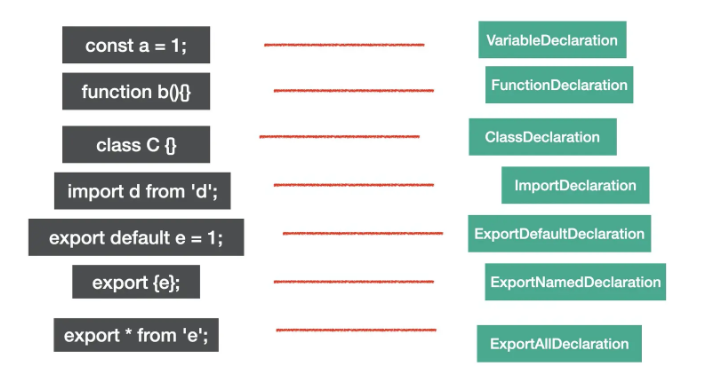 const a = 1;
VariableDeclaration
function b(){}
FunctionDeclaration
class C {}
ClassDeclaration
import d from 'd';
ImportDeclaration
export default e = 1;
ExportDefaultDeclaration
export {e};
ExportNamedDeclaration
export * from 'e';
ExportAllDeclaration